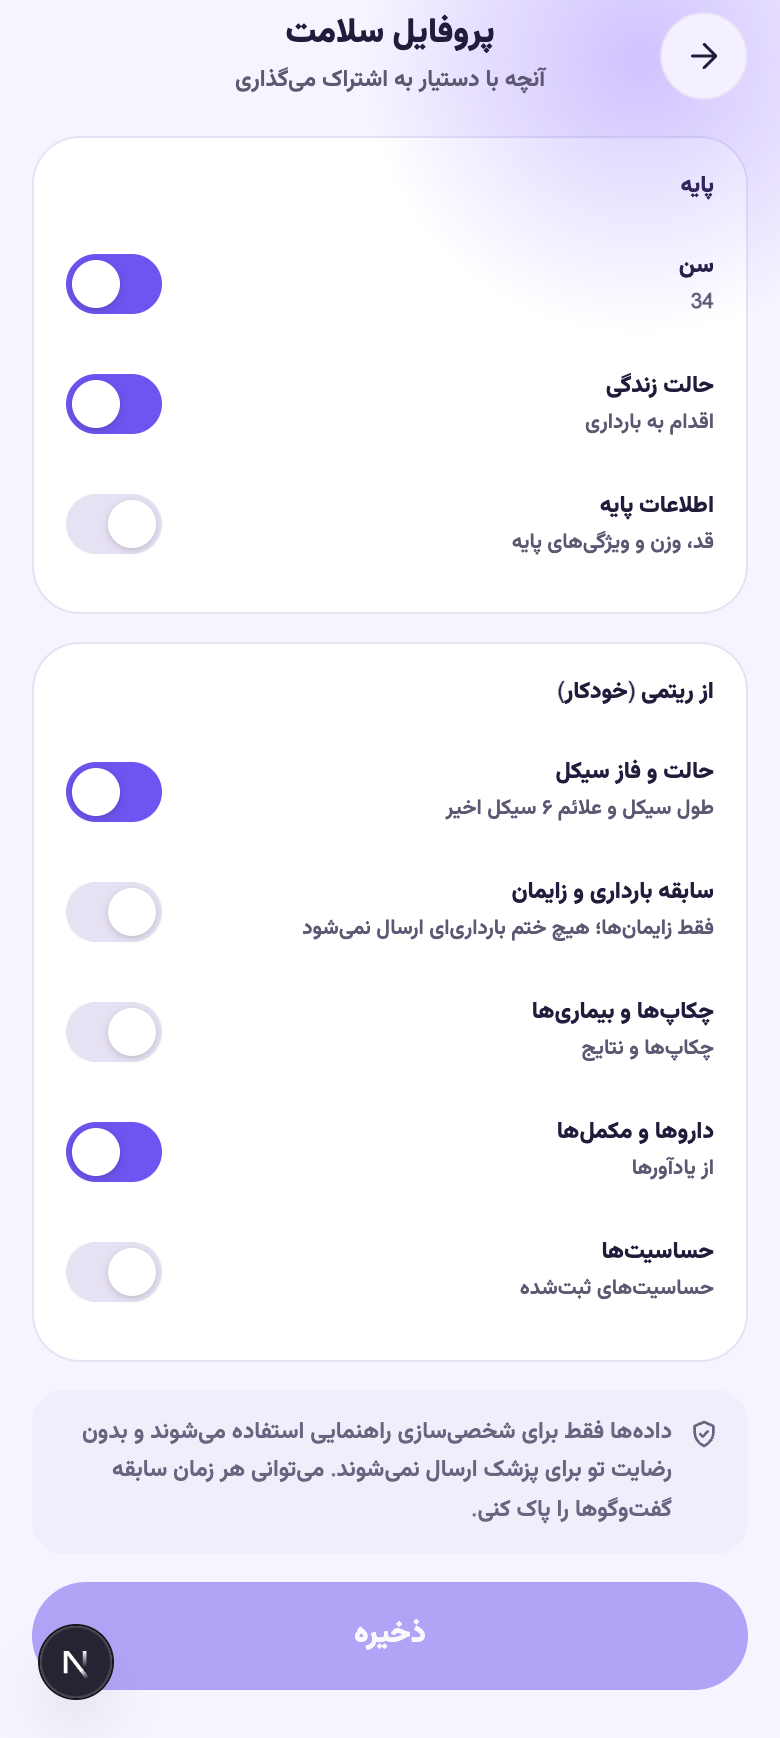 پروفایل سلامت
آنچه با دستیار به اشتراک می‌گذاری
پایه
سن
34
حالت زندگی
اقدام به بارداری
اطلاعات پایه
قد، وزن و ویژگی‌های پایه
از ریتمی (خودکار)
حالت و فاز سیکل
طول سیکل و علائم ۶ سیکل اخیر
سابقه بارداری و زایمان
فقط زایمان‌ها؛ هیچ ختم بارداری‌ای ارسال نمی‌شود
چکاپ‌ها و بیماری‌ها
چکاپ‌ها و نتایج
داروها و مکمل‌ها
از یادآورها
حساسیت‌ها
حساسیت‌های ثبت‌شده
داده‌ها فقط برای شخصی‌سازی راهنمایی استفاده می‌شوند و بدون
رضایت تو برای پزشک ارسال نمی‌شوند. می‌توانی هر زمان سابقه
گفت‌وگوها را پاک کنی.
ذخیره
N